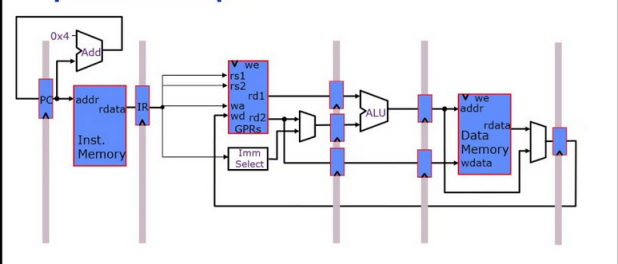 0x4
Add
PC
addr
rdata
Inst.
Memory
IR
we
rs1
rs2
rd1
wa
wd rd2
GPRs
Imm
Select
ALU
we
addr
rdata
Data
Memory
wdata